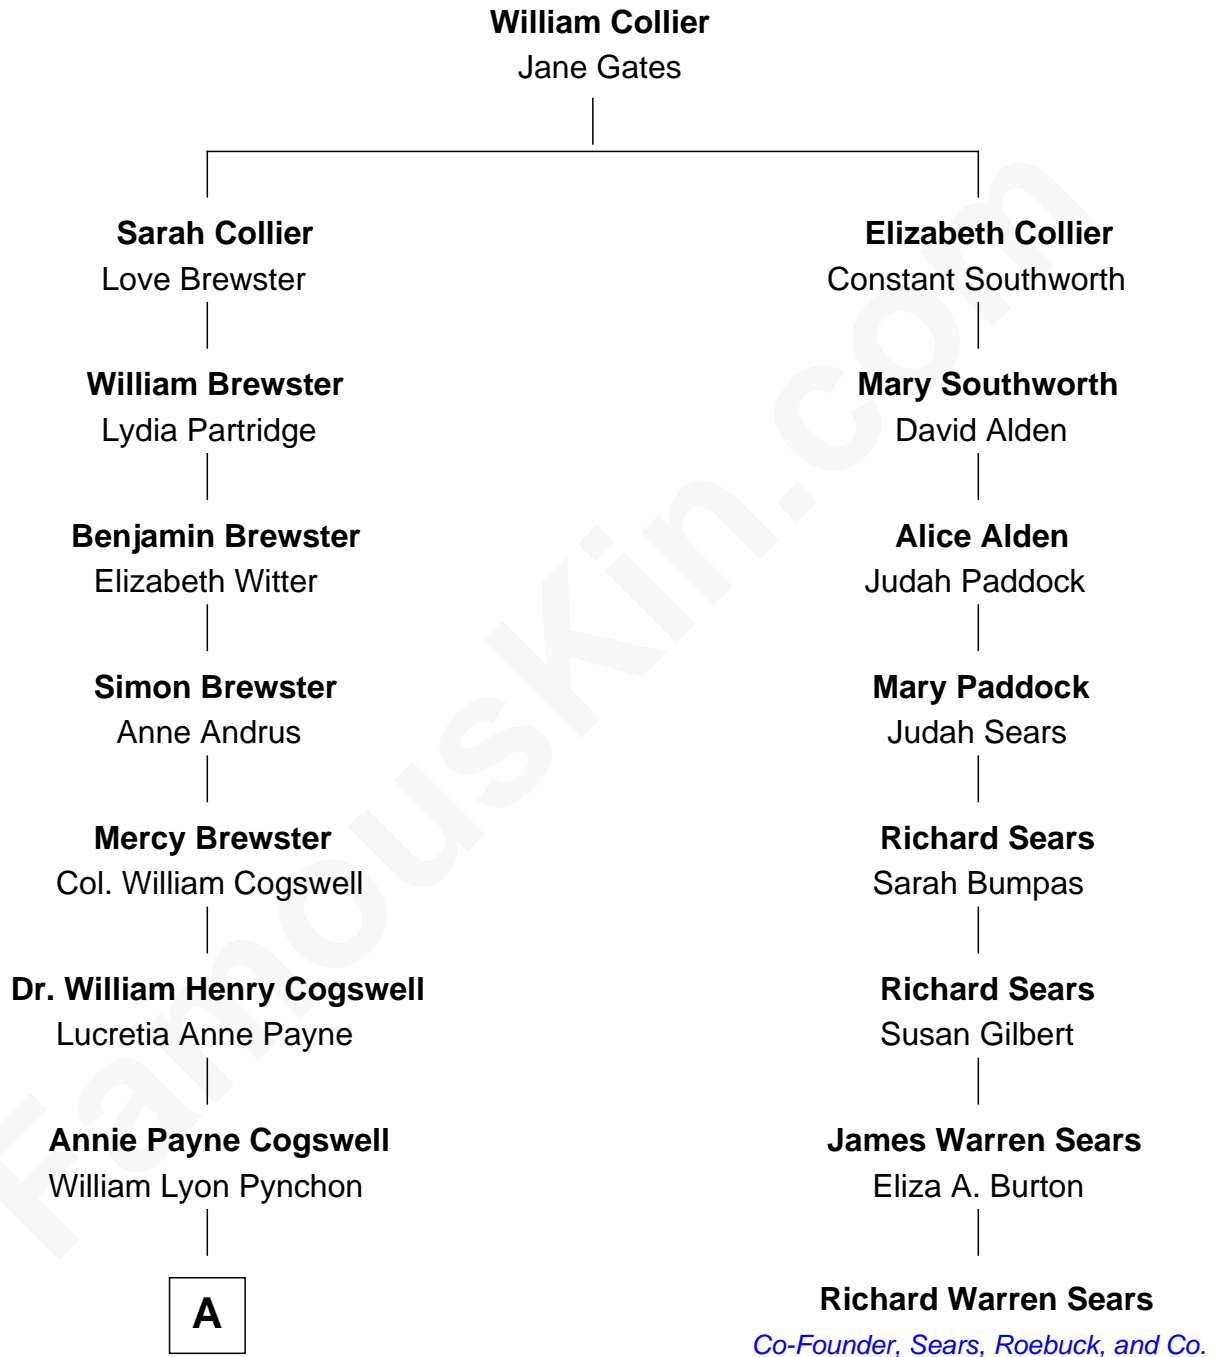 William Collier
Jane Gates
Sarah Collier
Love Brewster
William Brewster
Lydia Partridge
Benjamin Brewster
Elizabeth Witter
Simon Brewster
Anne Andrus
Mercy Brewster
Col. William Cogswell
Dr. William Henry Cogswell
Lucretia Anne Payne
Annie Payne Cogswell
William Lyon Pynchon
A
Elizabeth Collier
Constant Southworth
Mary Southworth
David Alden
Alice Alden
Judah Paddock
Mary Paddock
Judah Sears
Richard Sears
Sarah Bumpas
Richard Sears
Susan Gilbert
James Warren Sears
Eliza A. Burton
Richard Warren Sears
Co-Founder, Sears, Roebuck, and Co.
FamousKin.com